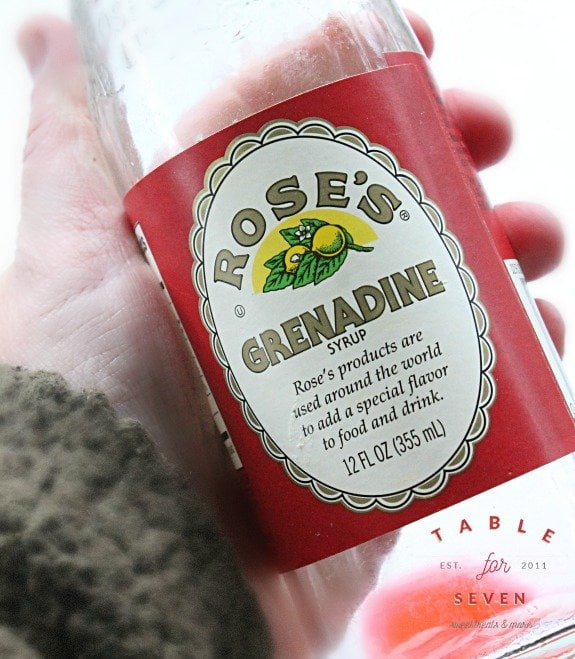 ROSE'S®
Ⓤ
GRENADINE
SYRUP
Rose's products are
used around the world
to add a special flavor
to food and drink.
12 FL OZ (355 mL)
TABLE
EST. for 2011
SEVEN